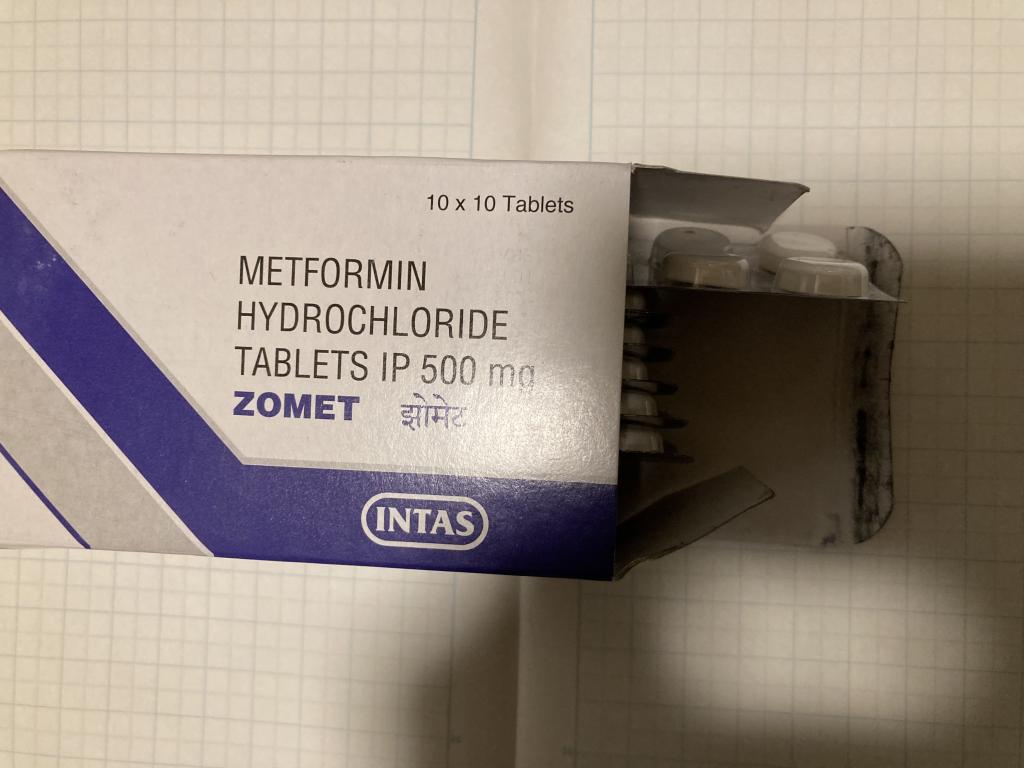 10 x 10 Tablets
METFORMIN
HYDROCHLORIDE
TABLETS IP 500 mg
ZOMET झोमेट
INTAS